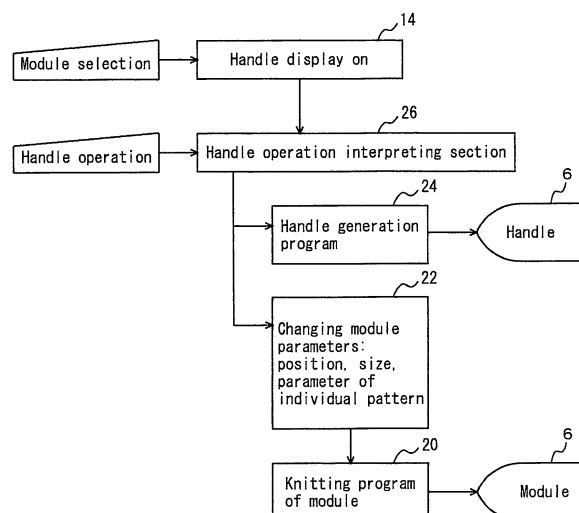 14
Module selection
Handle display on
26
Handle operation
Handle operation interpreting section
24
6
Handle generation
program
Handle
22
Changing module
parameters:
position, size,
parameter of
individual pattern
20
6
Knitting program
of module
Module